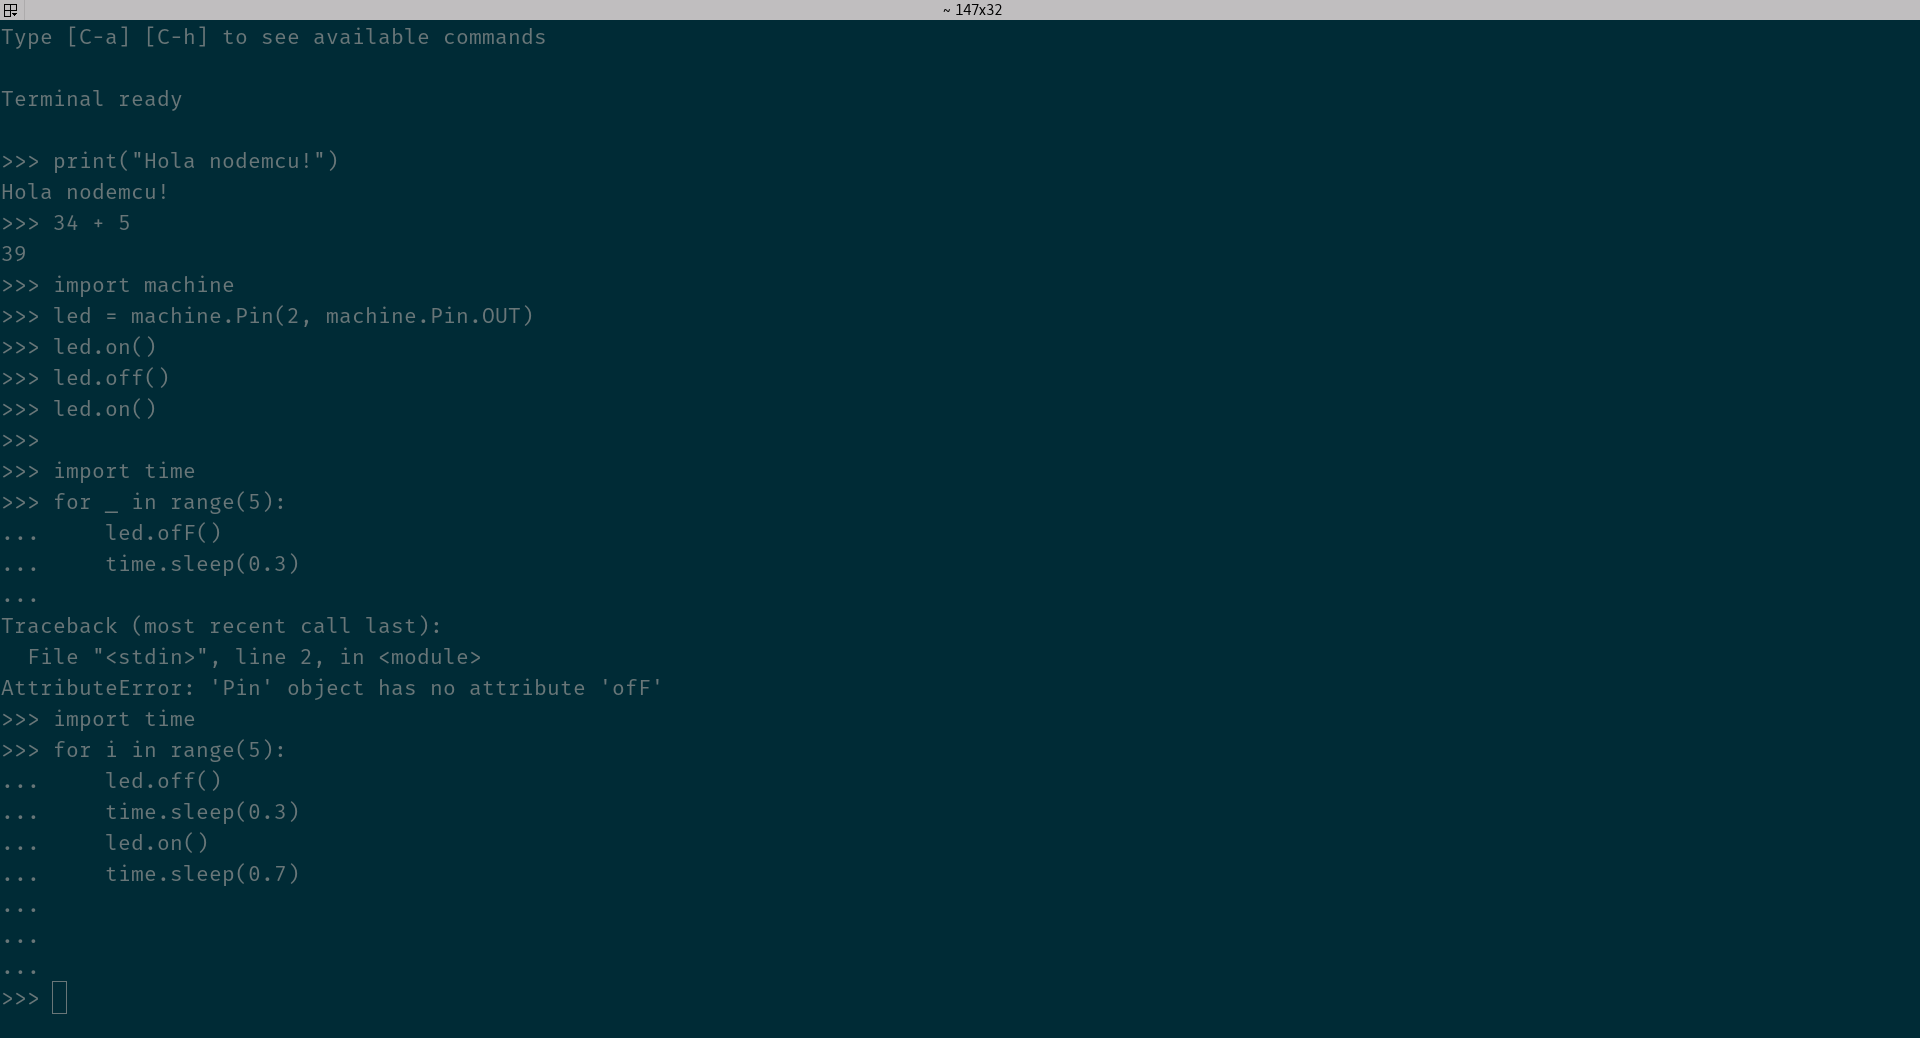 ~ 147x32
Type [C-a] [C-h] to see available commands
Terminal ready
>>> print("Hola nodemcu!")
Hola nodemcu!
>>> 34 + 5
39
>>> import machine
>>> led = machine.Pin(2, machine.Pin.OUT)
>>> led.on()
>>> led.off()
>>> led.on()
>>>
>>> import time
>>> for _ in range(5):
...     led.ofF()
...     time.sleep(0.3)
...
Traceback (most recent call last):
  File "<stdin>", line 2, in <module>
AttributeError: 'Pin' object has no attribute 'ofF'
>>> import time
>>> for i in range(5):
...     led.off()
...     time.sleep(0.3)
...     led.on()
...     time.sleep(0.7)
...
...
...
>>>